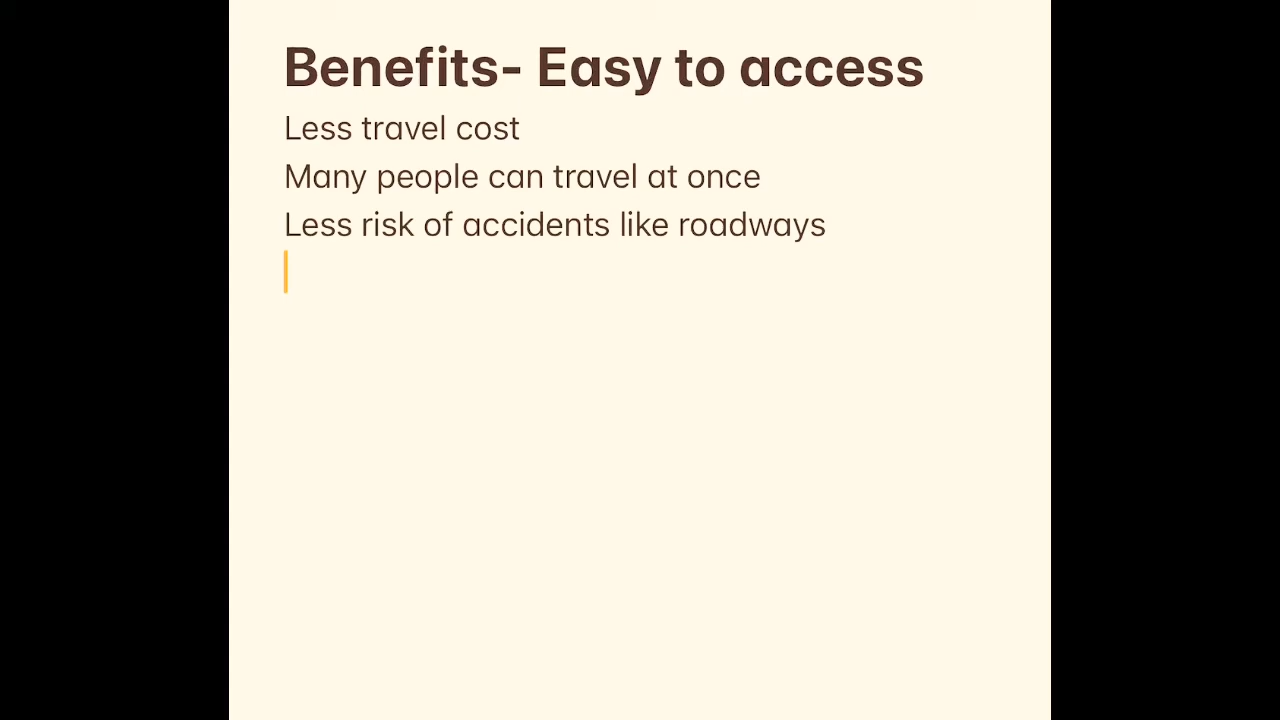 Benefits- Easy to access
Less travel cost
Many people can travel at once
Less risk of accidents like roadways